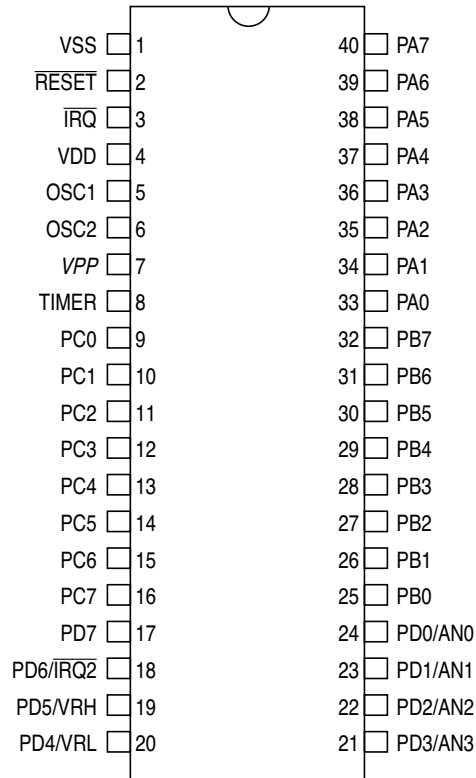 VSS 1 40 PA7
RESET 2 39 PA6
IRQ 3 38 PA5
VDD 4 37 PA4
OSC1 5 36 PA3
OSC2 6 35 PA2
VPP 7 34 PA1
TIMER 8 33 PA0
PC0 9 32 PB7
PC1 10 31 PB6
PC2 11 30 PB5
PC3 12 29 PB4
PC4 13 28 PB3
PC5 14 27 PB2
PC6 15 26 PB1
PC7 16 25 PB0
PD7 17 24 PD0/AN0
PD6/IRQ2 18 23 PD1/AN1
PD5/VRH 19 22 PD2/AN2
PD4/VRL 20 21 PD3/AN3